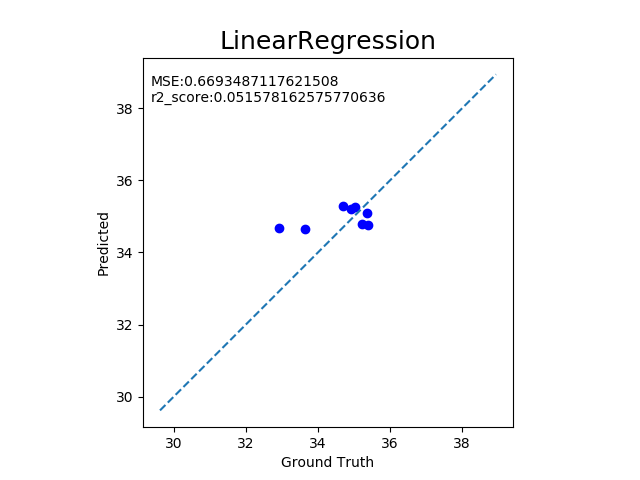 LinearRegression
MSE:0.6693487117621508
r2_score:0.051578162575770636
38
36
34
32
30
Predicted
30 32 34 36 38
Ground Truth